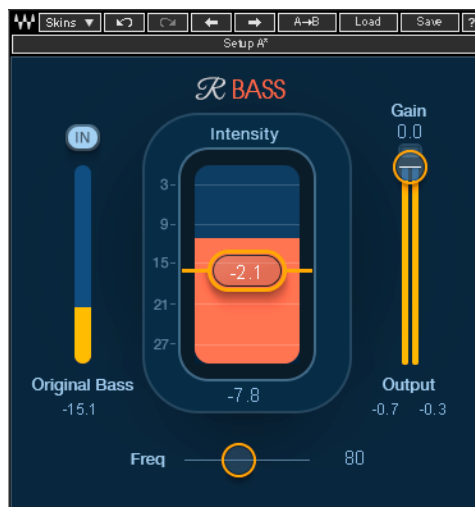 Skins ▼ A→B Load Save ?
Setup A*
R BASS
Gain
0.0
IN
Intensity
3-
9-
15-
-2.1
21-
27-
Original Bass
-15.1
-7.8
Output
-0.7 -0.3
Freq 80